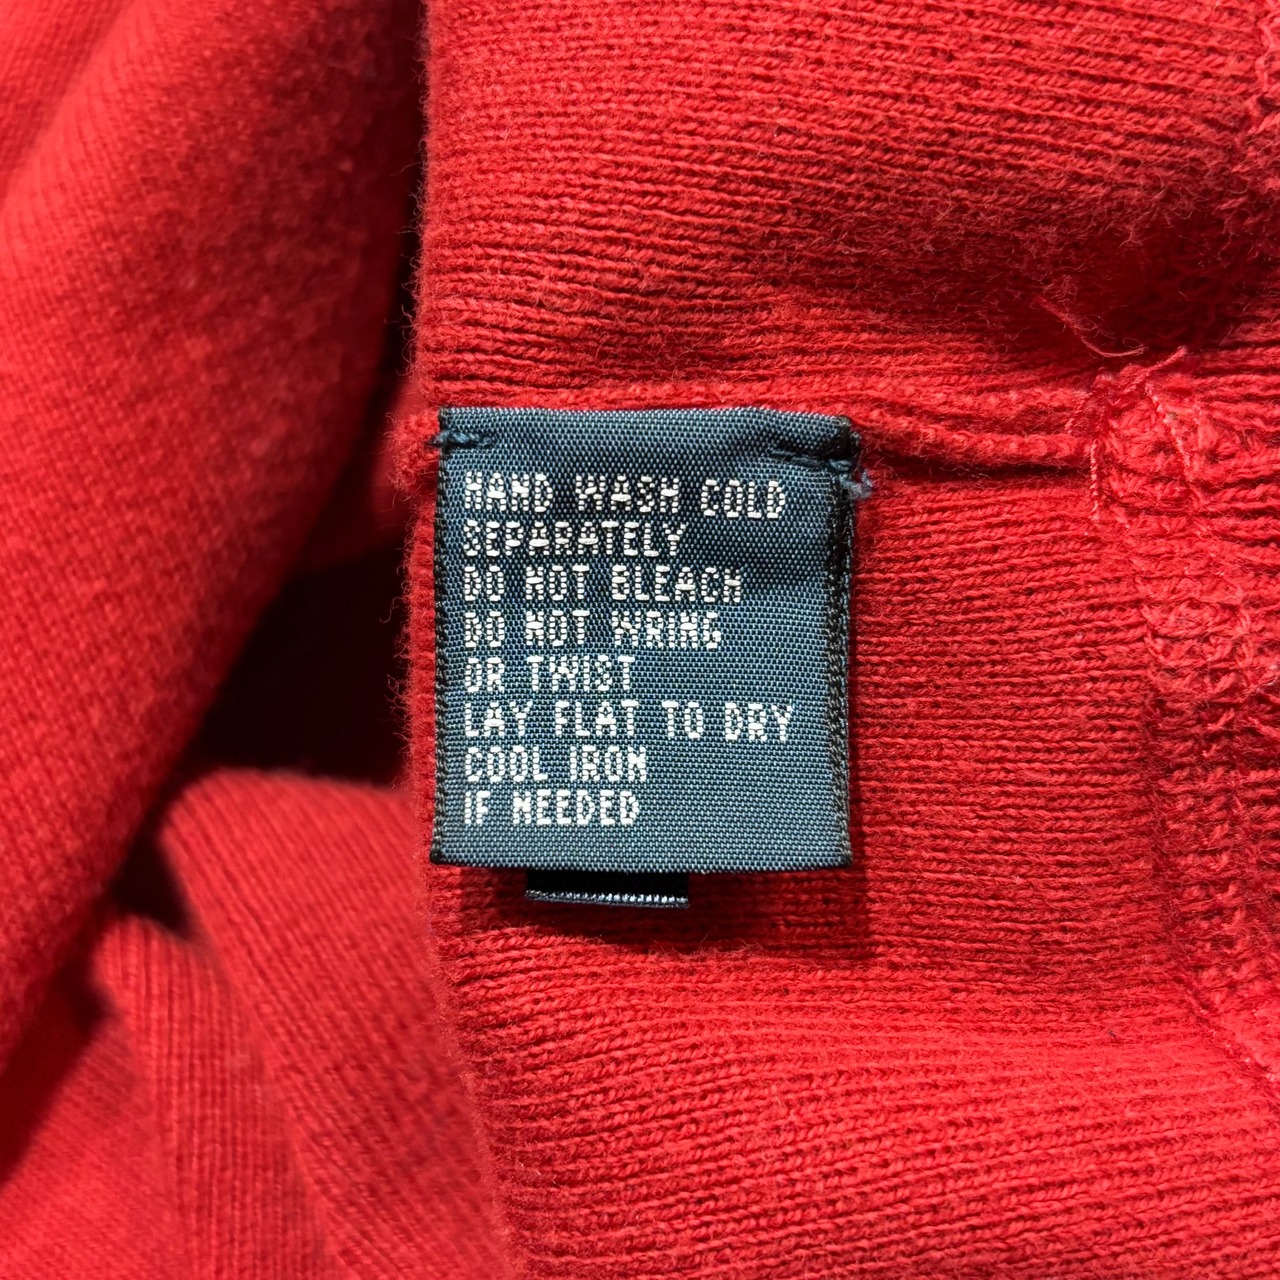 HAND WASH COLD
SEPARATELY
DO NOT BLEACH
DO NOT WRING
OR TWIST
LAY FLAT TO DRY
COOL IRON
IF NEEDED